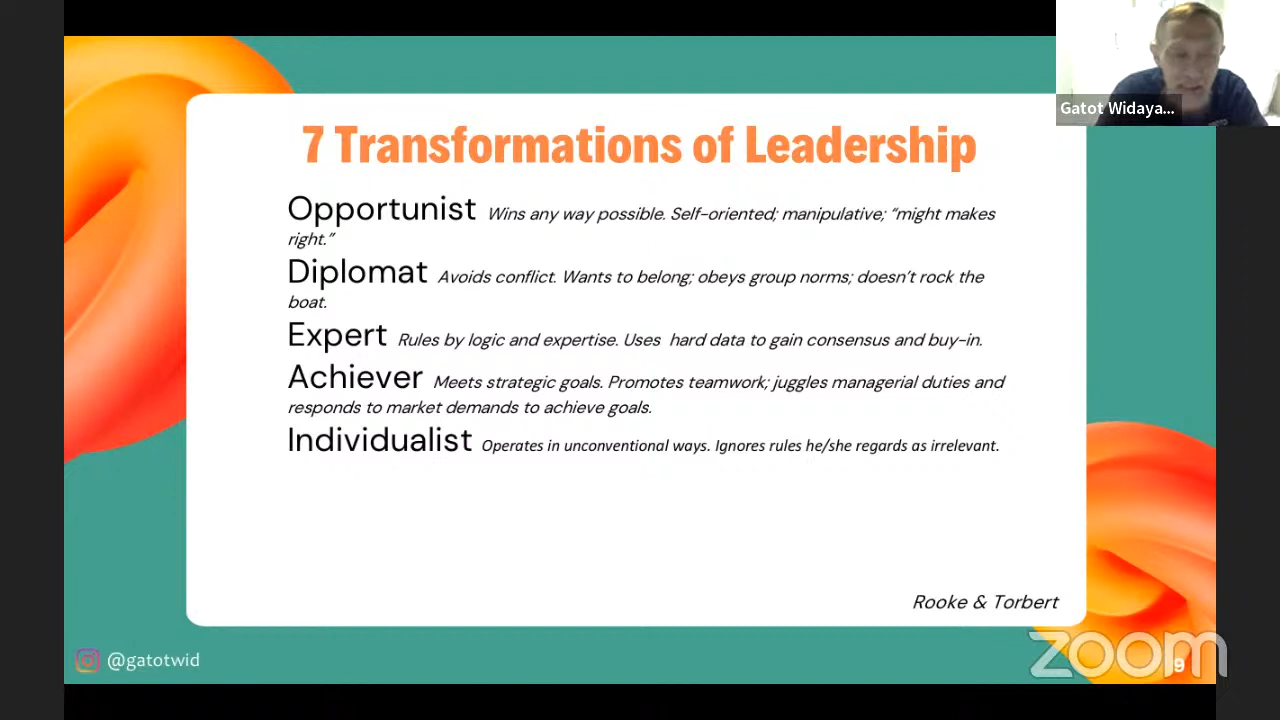 Gatot Widaya...
7 Transformations of Leadership
Opportunist Wins any way possible. Self-oriented; manipulative; “might makes
right.”
Diplomat Avoids conflict. Wants to belong; obeys group norms; doesn’t rock the
boat.
Expert Rules by logic and expertise. Uses  hard data to gain consensus and buy-in.
Achiever Meets strategic goals. Promotes teamwork; juggles managerial duties and
responds to market demands to achieve goals.
Individualist Operates in unconventional ways. Ignores rules he/she regards as irrelevant.
Rooke & Torbert
@gatotwid
zoom
9